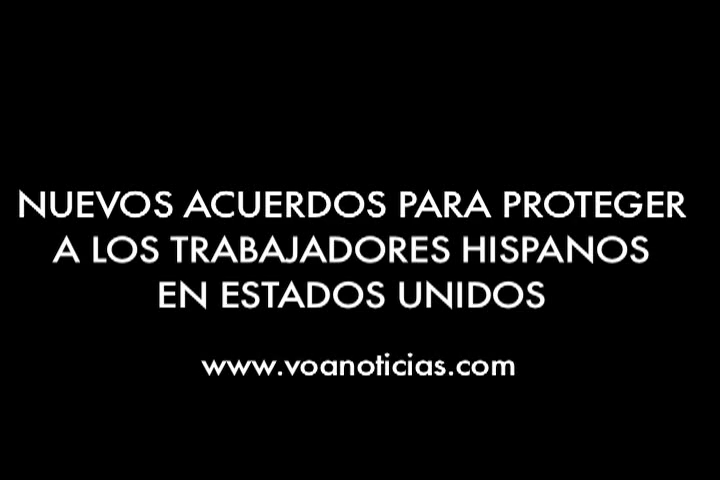 NUEVOS ACUERDOS PARA PROTEGER
A LOS TRABAJADORES HISPANOS
EN ESTADOS UNIDOS
www.voanoticias.com